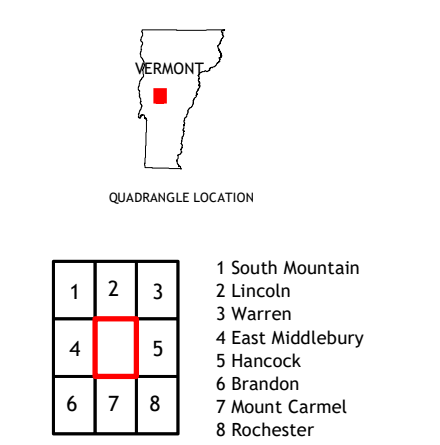 VERMONT
QUADRANGLE LOCATION
1 2 3
4 5
6 7 8
1 South Mountain
2 Lincoln
3 Warren
4 East Middlebury
5 Hancock
6 Brandon
7 Mount Carmel
8 Rochester